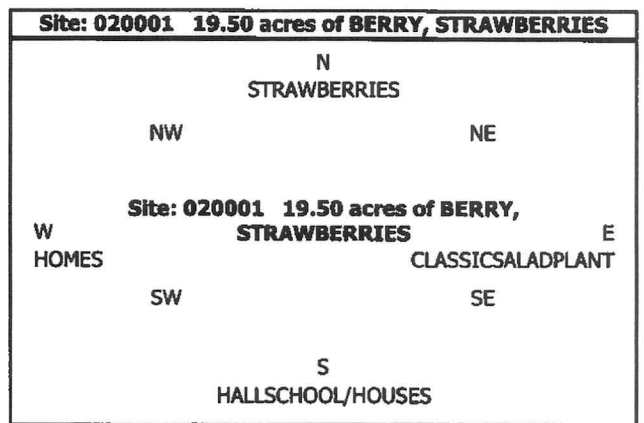 Site: 020001 19.50 acres of BERRY, STRAWBERRIES
N
STRAWBERRIES
NW NE
Site: 020001 19.50 acres of BERRY,
W STRAWBERRIES E
HOMES CLASSICSALADPLANT
SW SE
S
HALLSCHOOL/HOUSES